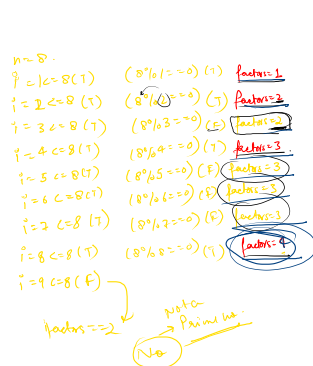 n = 8.
i = 1 <= 8 (T) (8 % 1 == 0) (T) factors = 1
i = 2 <= 8 (T) (8 % 2 == 0) (T) factors = 2
i = 3 <= 8 (T) (8 % 3 == 0) (F) factors = 2
i = 4 <= 8 (T) (8 % 4 == 0) (T) factors = 3.
i = 5 <= 8 (T) (8 % 5 == 0) (F) factors = 3
i = 6 <= 8 (T) (8 % 6 == 0) (F) factors = 3
i = 7 <= 8 (T) (8 % 7 == 0) (F) factors = 3
i = 8 <= 8 (T) (8 % 8 == 0) (T) factors = 4
i = 9 <= 8 (F)
not a
factors == 2
No